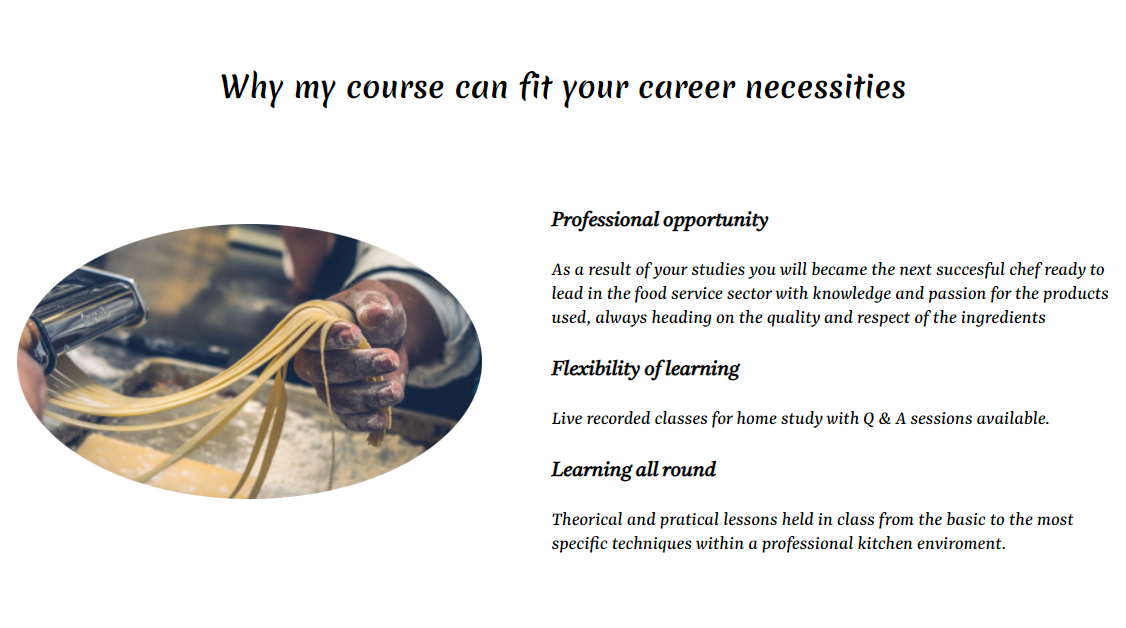 Why my course can fit your career necessities
Professional opportunity
As a result of your studies you will became the next succesful chef ready to
lead in the food service sector with knowledge and passion for the products
used, always heading on the quality and respect of the ingredients
Flexibility of learning
Live recorded classes for home study with Q & A sessions available.
Learning all round
Theorical and pratical lessons held in class from the basic to the most
specific techniques within a professional kitchen enviroment.